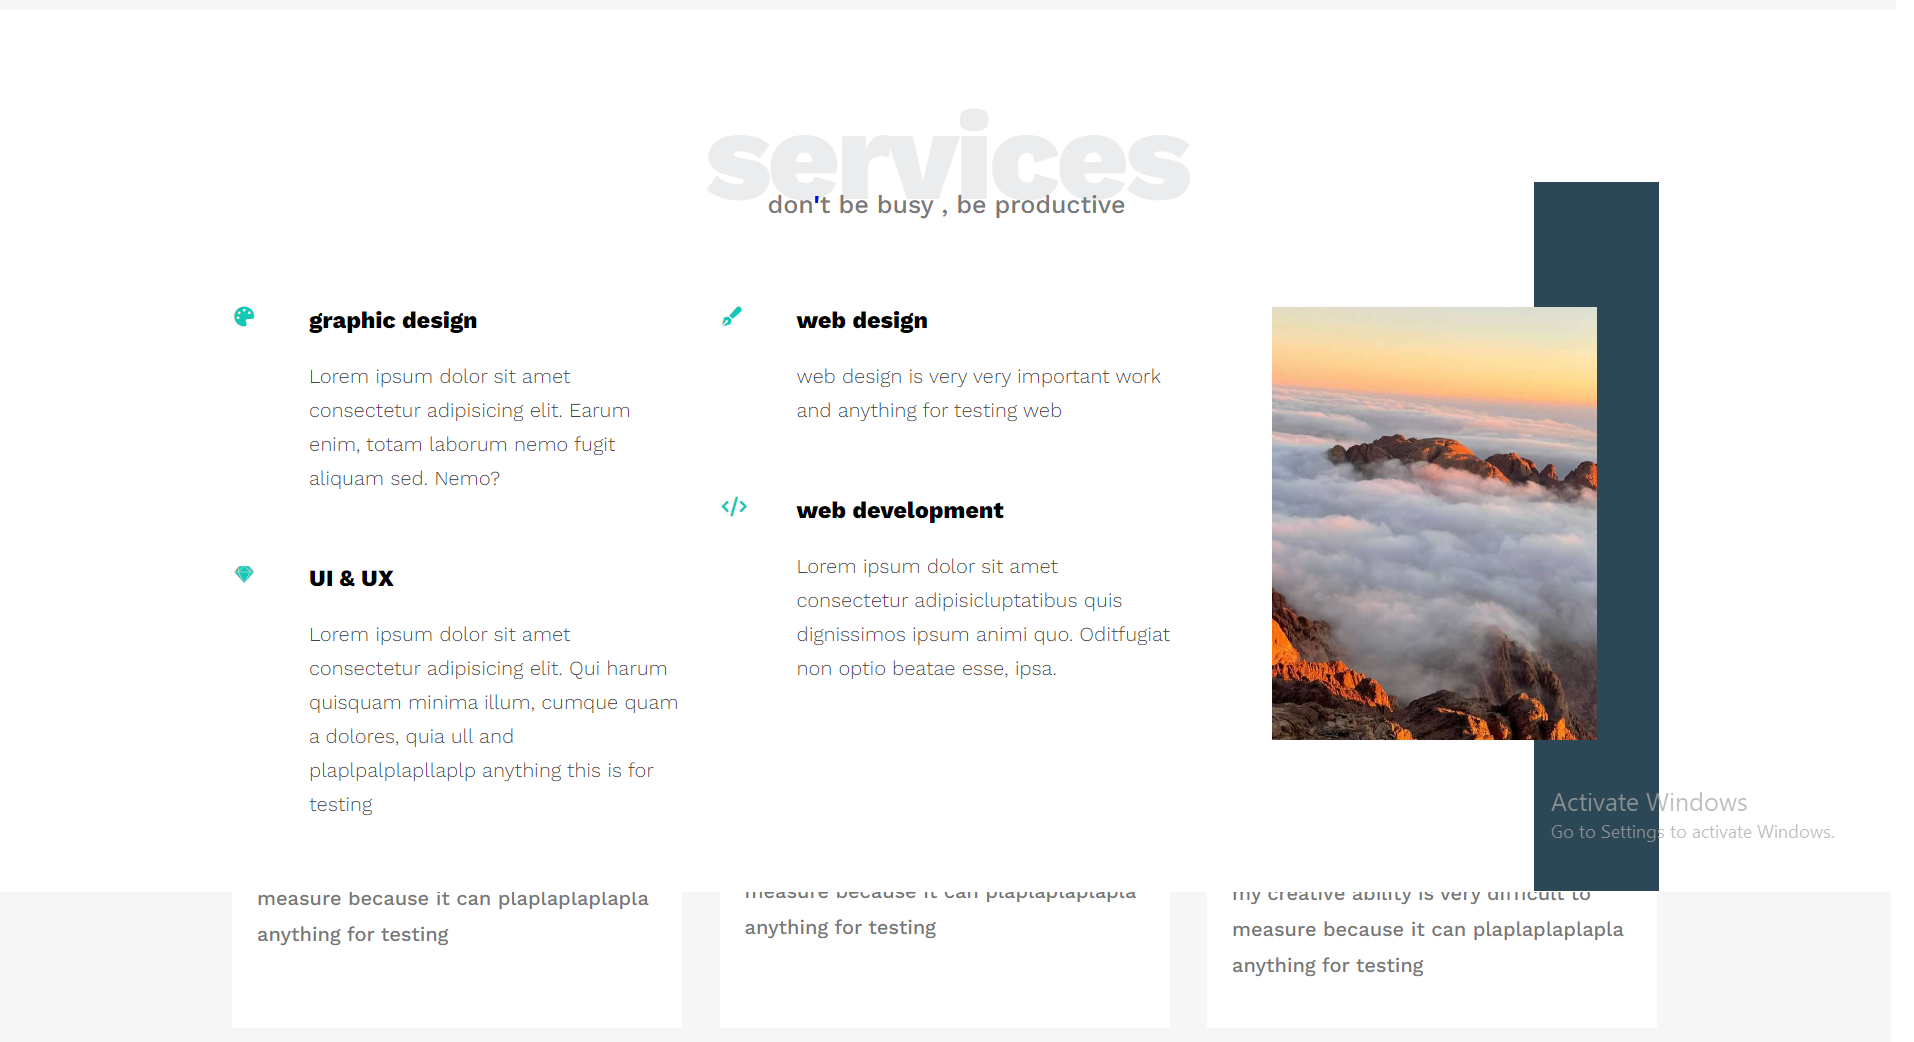 services
don't be busy , be productive
graphic design
Lorem ipsum dolor sit amet
consectetur adipisicing elit. Earum
enim, totam laborum nemo fugit
aliquam sed. Nemo?
UI & UX
Lorem ipsum dolor sit amet
consectetur adipisicing elit. Qui harum
quisquam minima illum, cumque quam
a dolores, quia ull and
plaplpalplapllaplp anything this is for
testing
web design
web design is very very important work
and anything for testing web
web development
Lorem ipsum dolor sit amet
consectetur adipisicluptatibus quis
dignissimos ipsum animi quo. Oditfugiat
non optio beatae esse, ipsa.
Activate Windows
Go to Settings to activate Windows.
measure because it can plaplaplaplapla
anything for testing
measure because it can plaplaplaplapla
anything for testing
my creative ability is very difficult to
measure because it can plaplaplaplapla
anything for testing